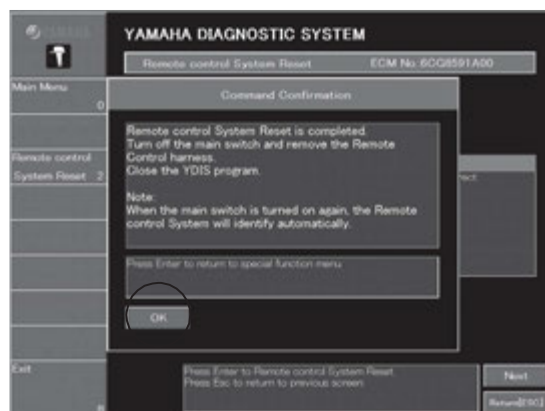 YAMAHA
YAMAHA DIAGNOSTIC SYSTEM
Remote control System Reset ECM No: 6CQ8591A00
Main Menu
0
Command Confirmation
Remote control System Reset is completed.
Turn off the main switch and remove the Remote
Control harness.
Close the YDIS program.
Note:
When the main switch is turned on again, the Remote
control System will identify automatically.
Remote control
System Reset 2
Press Enter to return to special function menu
OK
Exit
Press Enter to Remote control System Reset.
Press Esc to return to previous screen.
Next
Return[ESC]